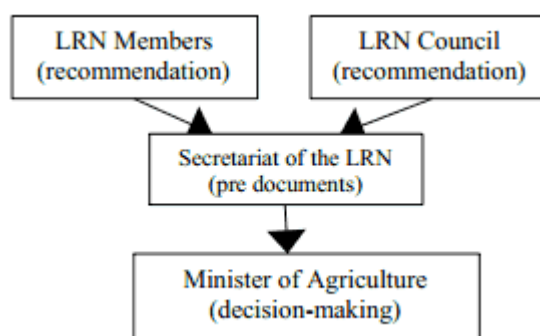 LRN Members
(recommendation)
LRN Council
(recommendation)
Secretariat of the LRN
(pre documents)
Minister of Agriculture
(decision-making)